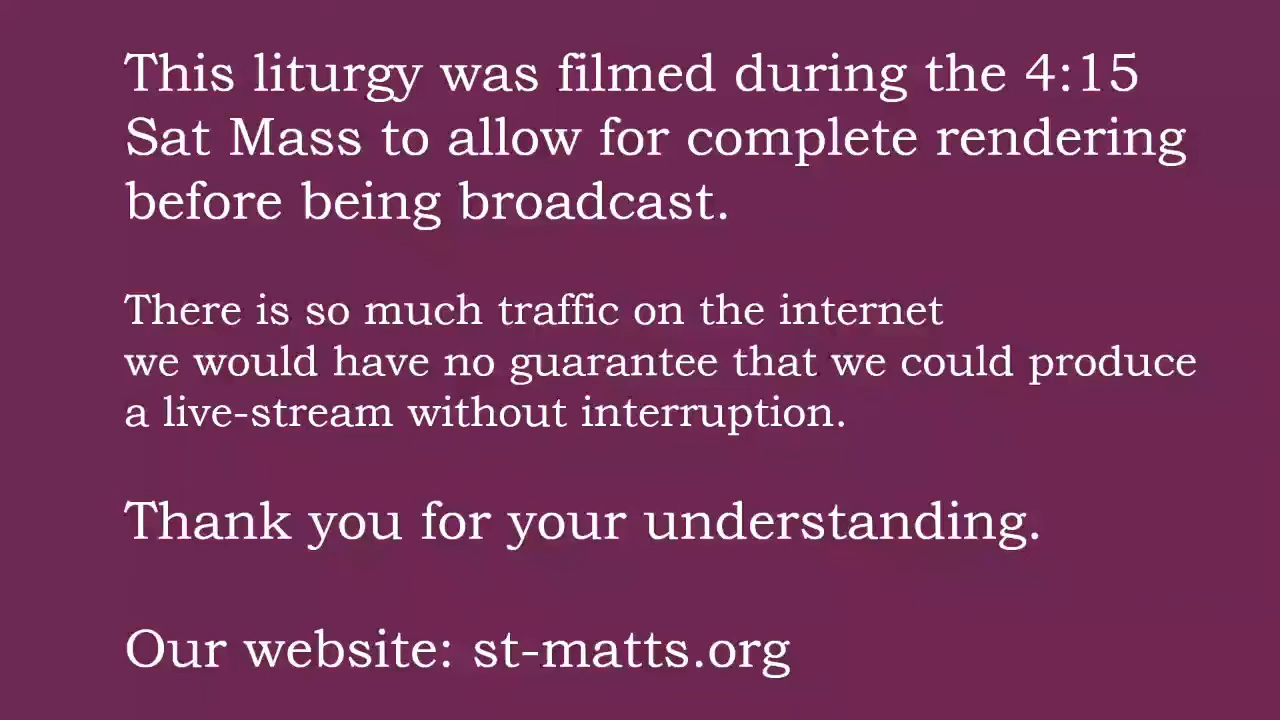 This liturgy was filmed during the 4:15
Sat Mass to allow for complete rendering
before being broadcast.
There is so much traffic on the internet
we would have no guarantee that we could produce
a live-stream without interruption.
Thank you for your understanding.
Our website: st-matts.org